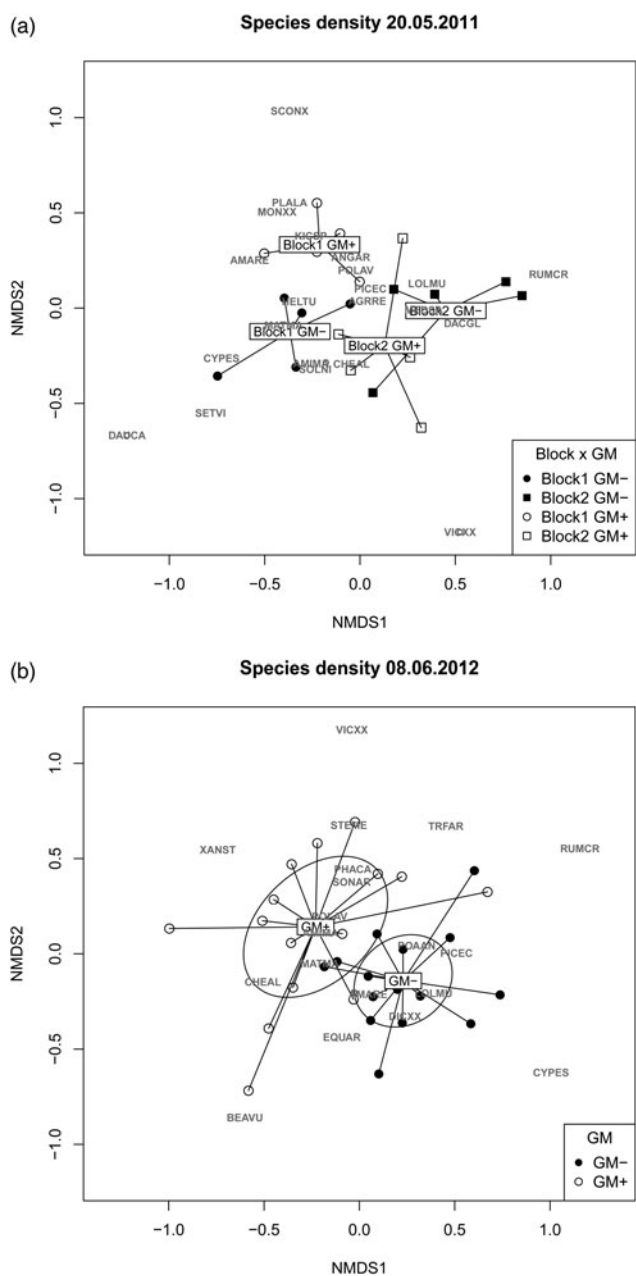 (a)
Species density 20.05.2011
SCONX
PLALA
MONXX
Block1 GM+
AMARE
ANGAR
POLAV
PICEC
LOLMU
RUMCR
AGRRE
HELTU
Block2 GM−
DACGL
Block1 GM−
Block2 GM+
CYPES
AMIMA
CHEAL
SOLNI
SETVI
DAUCA
VICXX
NMDS2
1.0
0.5
0.0
−0.5
−1.0
−1.0
−0.5
0.0
0.5
1.0
NMDS1
Block x GM
Block1 GM−
Block2 GM−
Block1 GM+
Block2 GM+
(b)
Species density 08.06.2012
VICXX
STEME
TRFAR
XANST
RUMCR
PHACA
SONAR
POLAV
GM+
POAAN
PICEC
MATMA
CHEAL
GM−
AMARE
LOLMU
DICXX
EQUAR
CYPES
BEAVU
NMDS2
1.0
0.5
0.0
−0.5
−1.0
−1.0
−0.5
0.0
0.5
1.0
NMDS1
GM
GM−
GM+